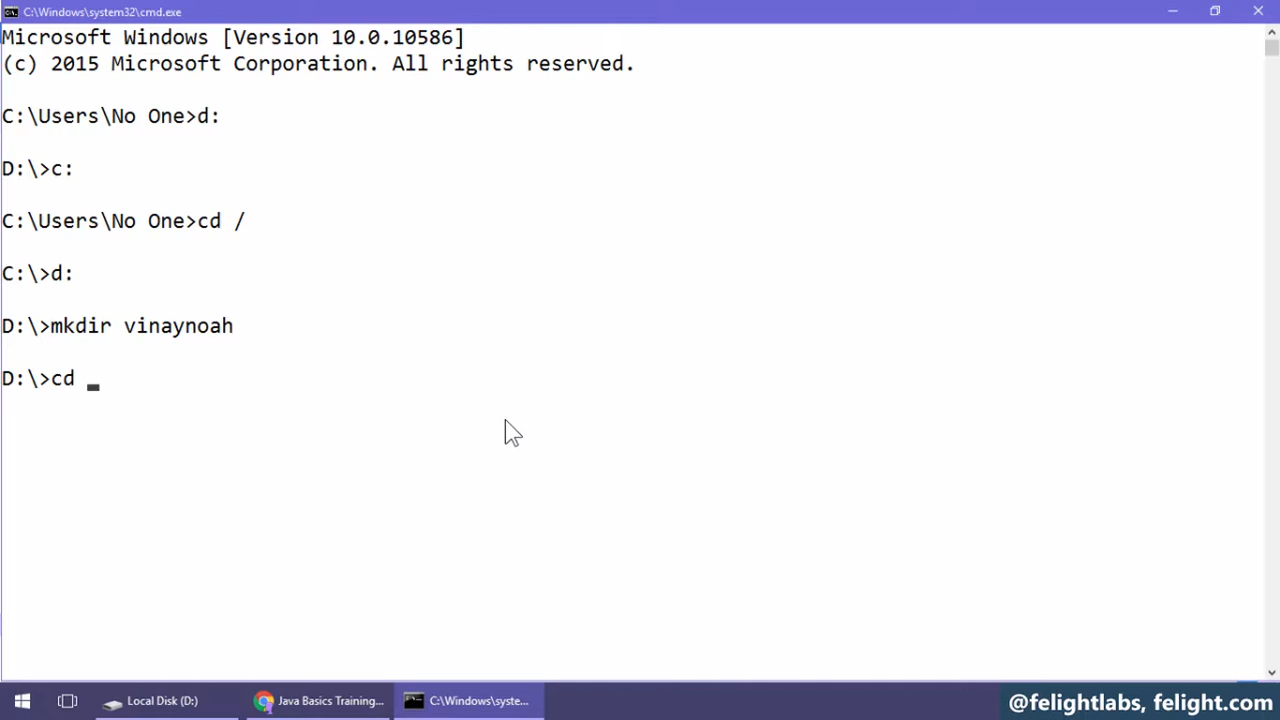 C:\Windows\system32\cmd.exe
Microsoft Windows [Version 10.0.10586]
(c) 2015 Microsoft Corporation. All rights reserved.
C:\Users\No One>d:
D:\>c:
C:\Users\No One>cd /
C:\>d:
D:\>mkdir vinaynoah
D:\>cd _
Local Disk (D:)
Java Basics Training...
C:\Windows\syste...
@felightlabs, felight.com